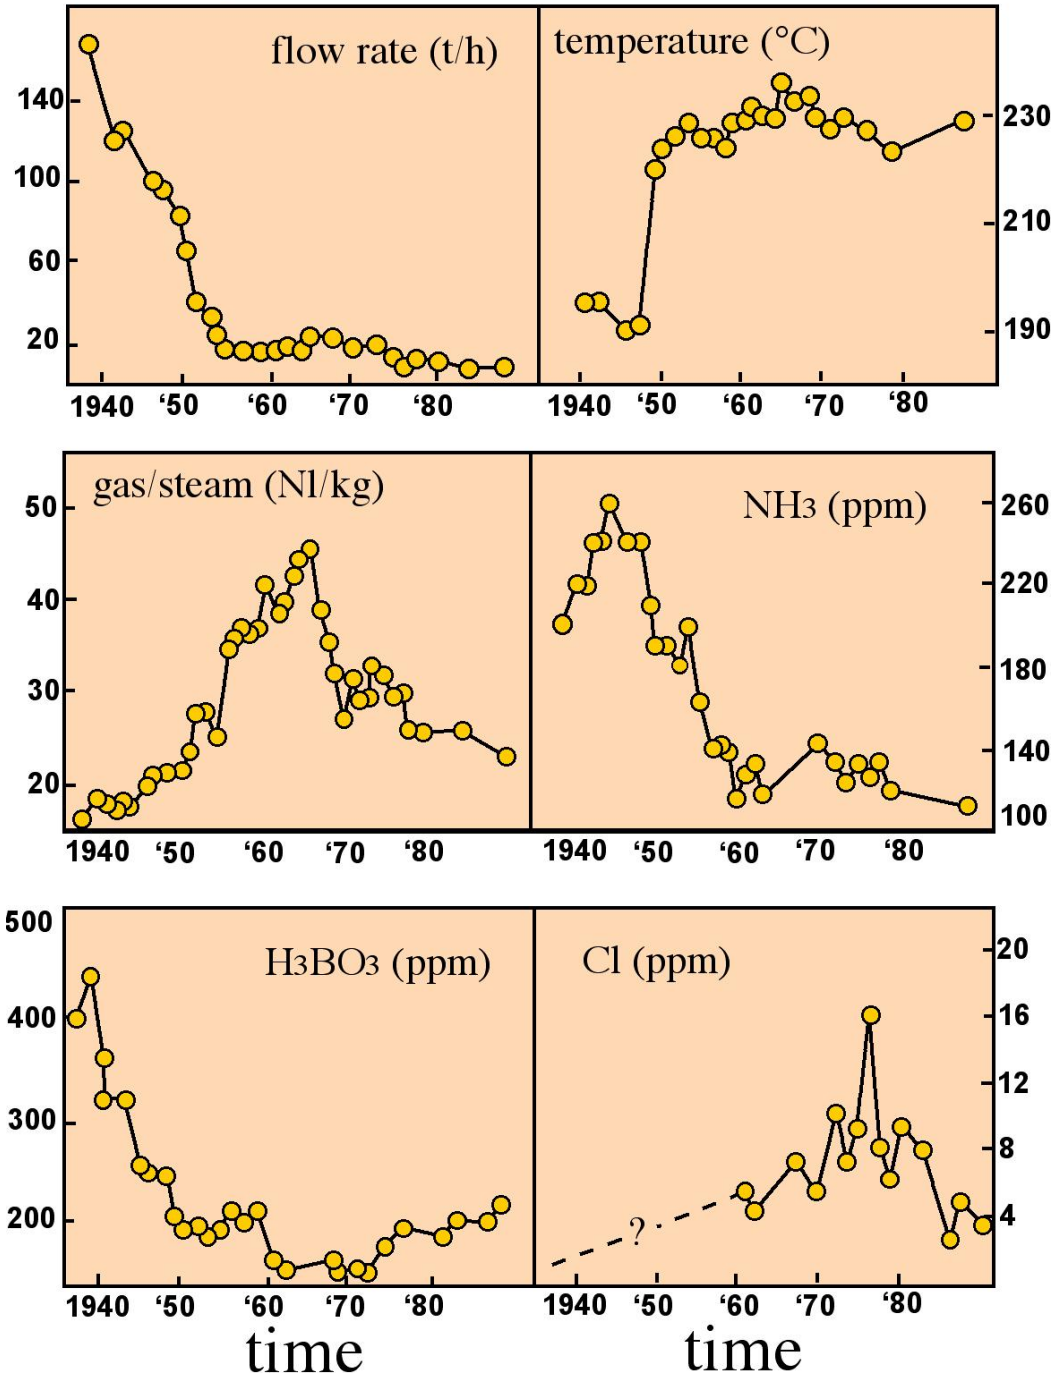 flow rate (t/h)
140
100
60
20
1940 ‘50 ‘60 ‘70 ‘80
temperature (°C)
230
210
190
1940 ‘50 ‘60 ‘70 ‘80
gas/steam (Nl/kg)
50
40
30
20
1940 ‘50 ‘60 ‘70 ‘80
NH3 (ppm)
260
220
180
140
100
1940 ‘50 ‘60 ‘70 ‘80
H3BO3 (ppm)
500
400
300
200
1940 ‘50 ‘60 ‘70 ‘80
time
Cl (ppm)
20
16
12
8
4
?
1940 ‘50 ‘60 ‘70 ‘80
time